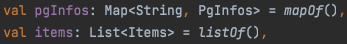 val pgInfos: Map<String, PgInfos> = mapOf(),
val items: List<Items> = listOf(),